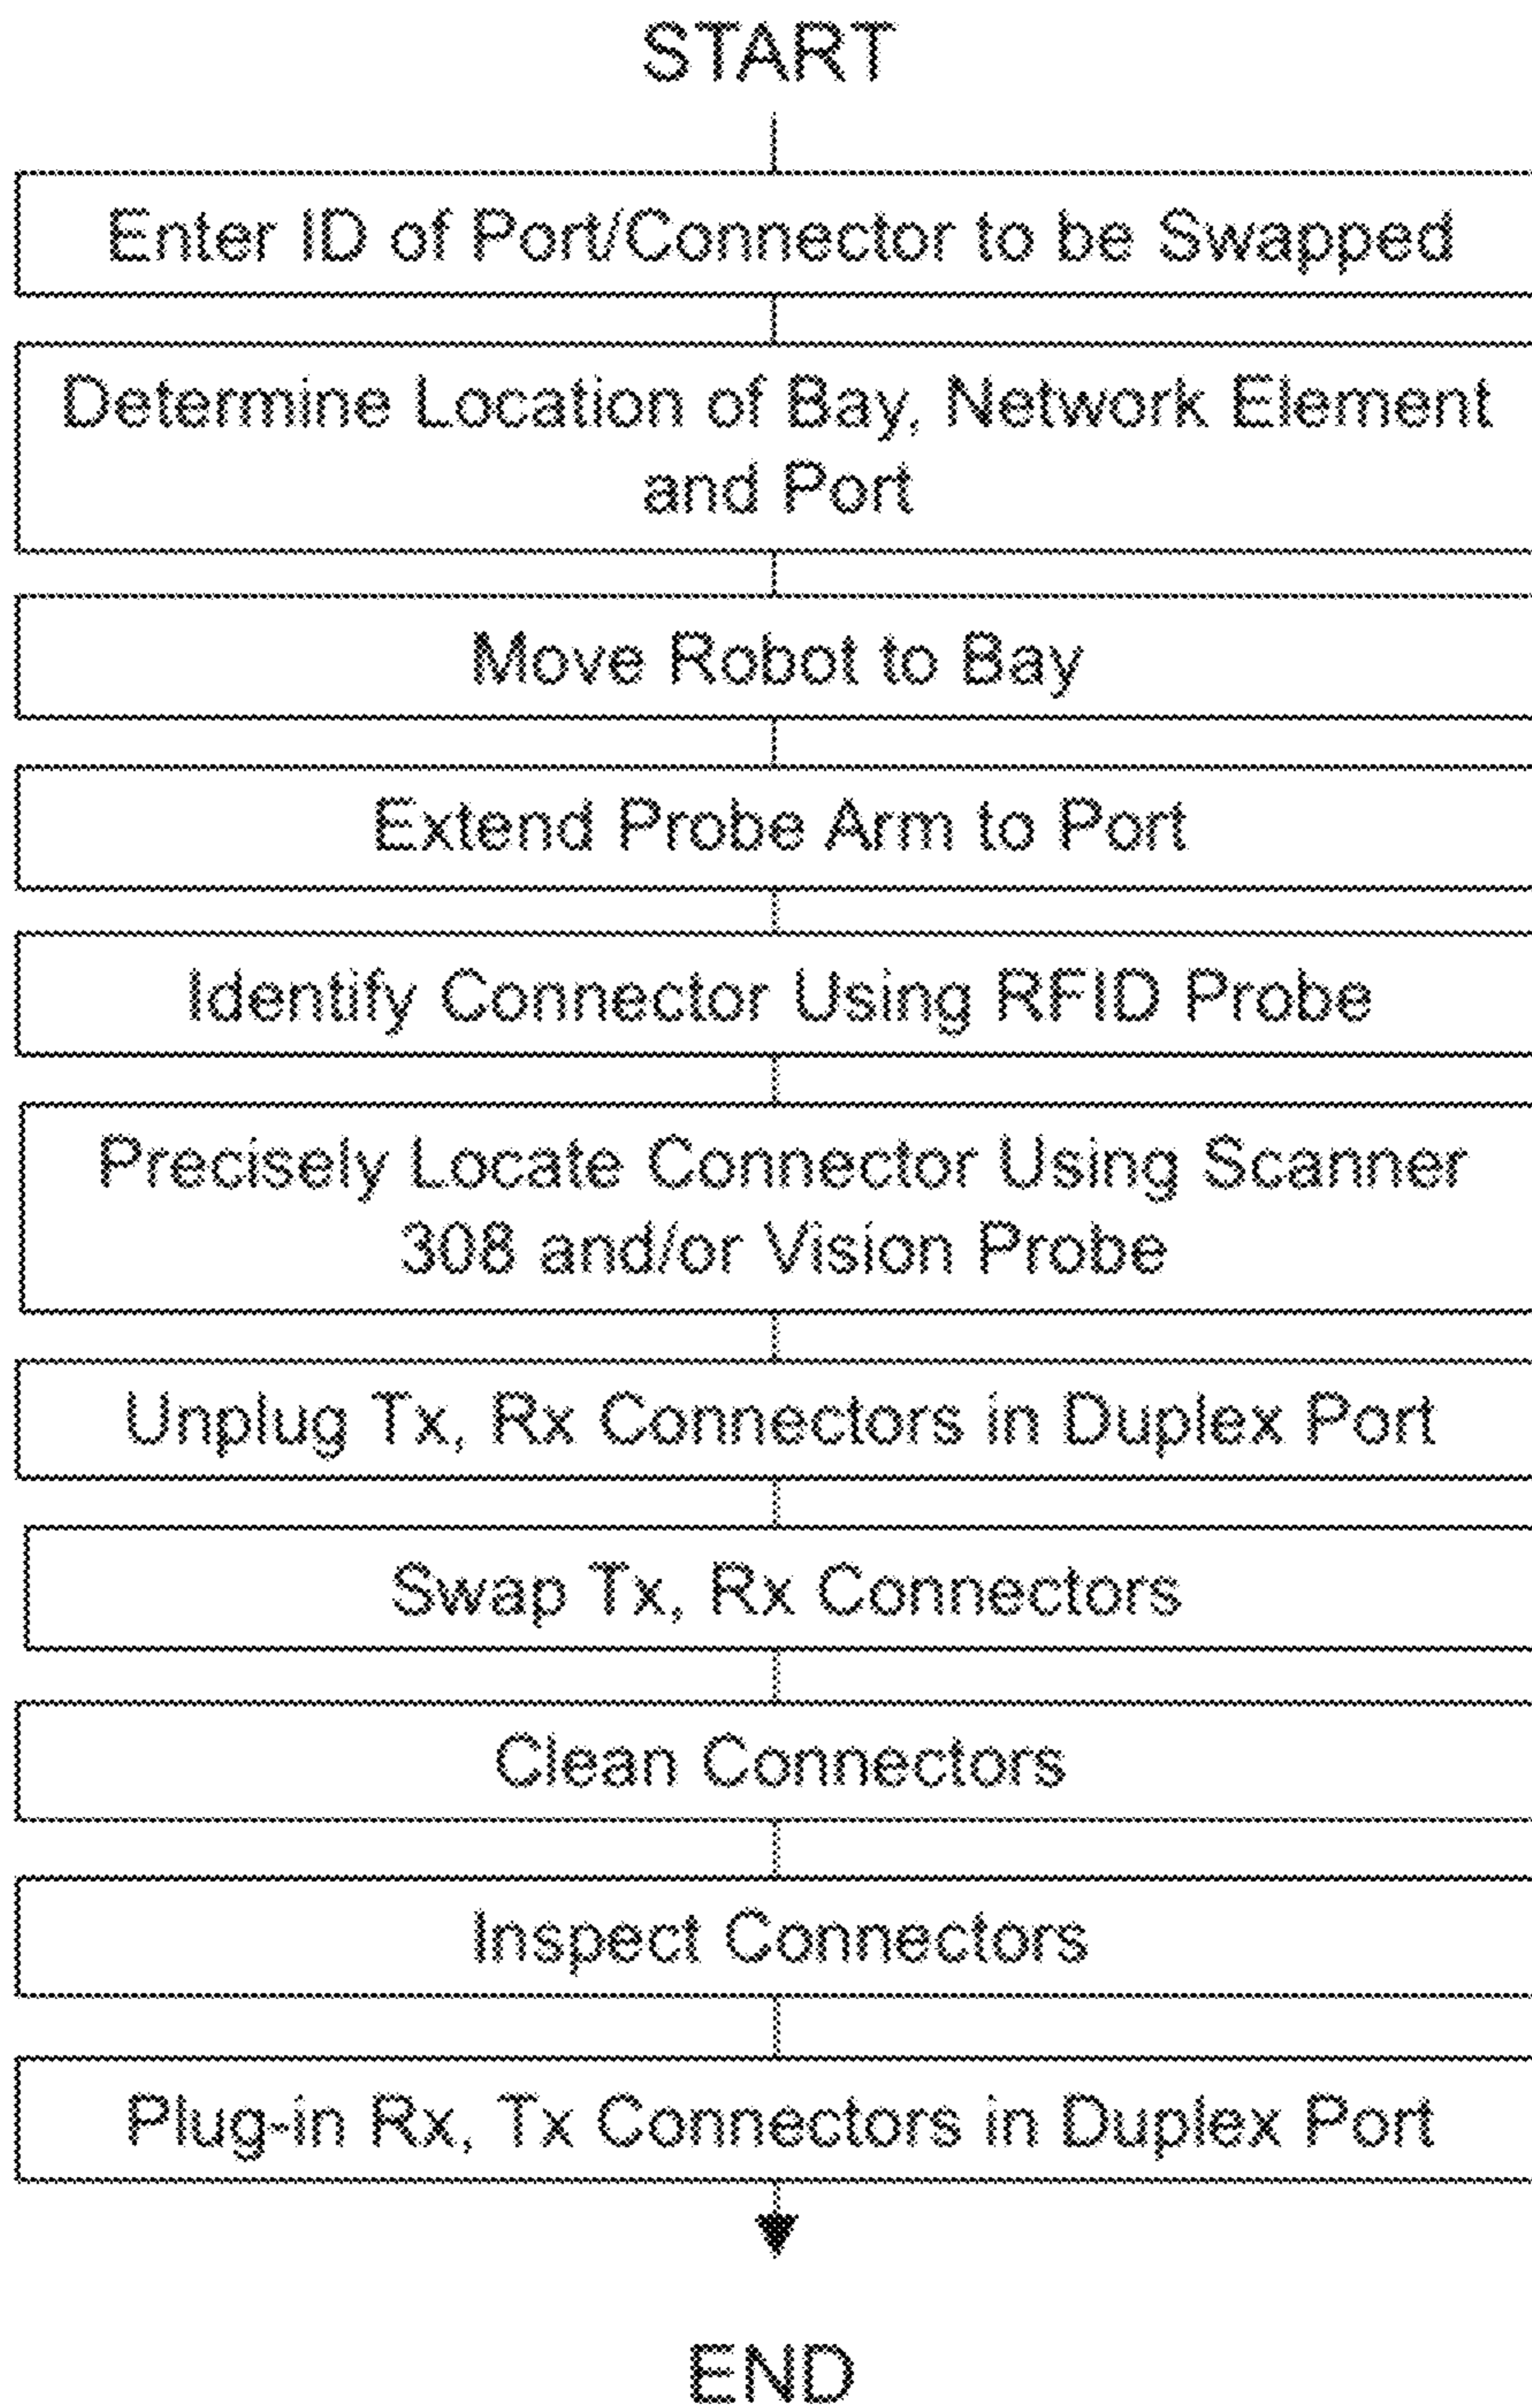 START
Enter ID of Port/Connector to be Swapped
Determine Location of Bay, Network Element
and Port
Move Robot to Bay
Extend Probe Arm to Port
Identify Connector Using RFID Probe
Precisely Locate Connector Using Scanner
308 and/or Vision Probe
Unplug Tx, Rx Connectors in Duplex Port
Swap Tx, Rx Connectors
Clean Connectors
Inspect Connectors
Plug-in Rx, Tx Connectors in Duplex Port
END